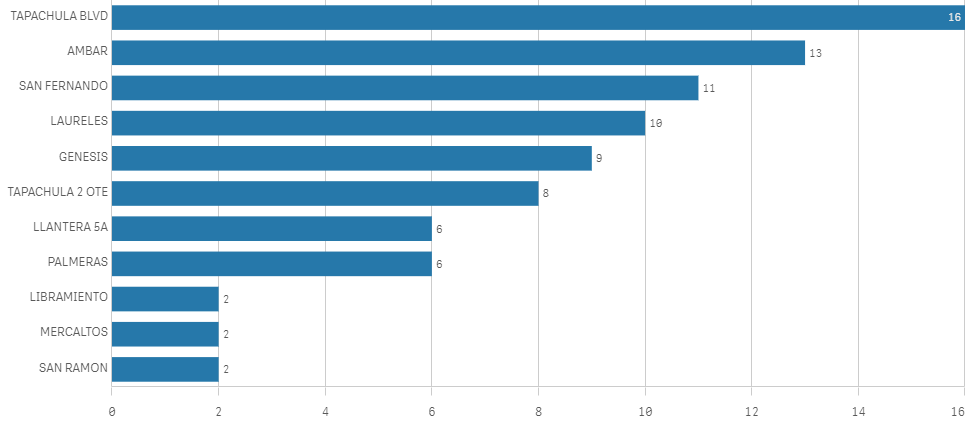 TAPACHULA BLVD 16
AMBAR 13
SAN FERNANDO 11
LAURELES 10
GENESIS 9
TAPACHULA 2 OTE 8
LLANTERA 5A 6
PALMERAS 6
LIBRAMIENTO 2
MERCALTOS 2
SAN RAMON 2
0 2 4 6 8 10 12 14 16